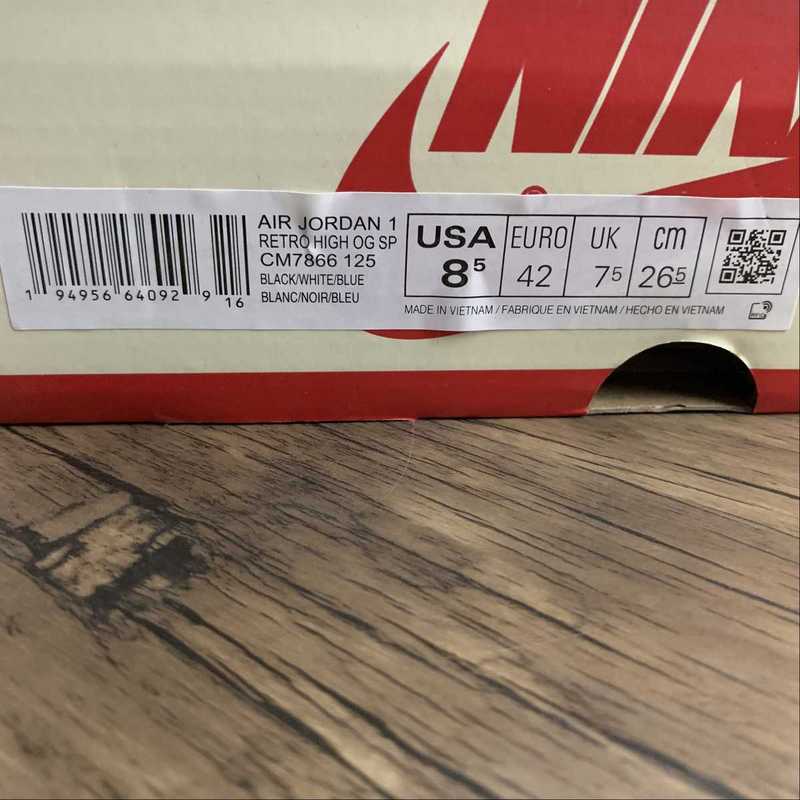 NIK
®
AIR JORDAN 1
RETRO HIGH OG SP
CM7866 125
BLACK/WHITE/BLUE
BLANC/NOIR/BLEU
1 94956 64092 9 16
USA EURO UK cm
8⁵ 42 7⁵ 26⁵
MADE IN VIETNAM / FABRIQUE EN VIETNAM / HECHO EN VIETNAM